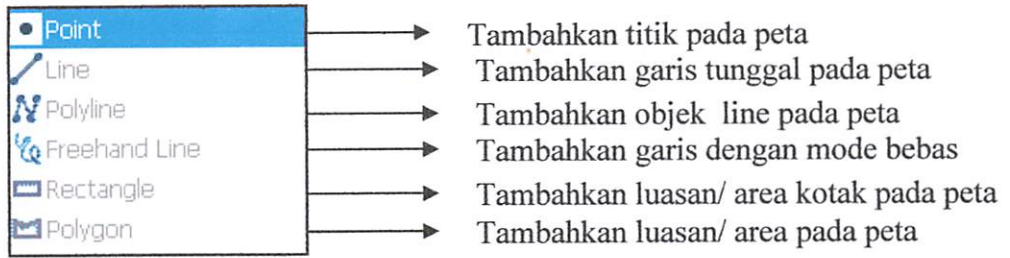 Point Tambahkan titik pada peta
Line Tambahkan garis tunggal pada peta
Polyline Tambahkan objek line pada peta
Freehand Line Tambahkan garis dengan mode bebas
Rectangle Tambahkan luasan/ area kotak pada peta
Polygon Tambahkan luasan/ area pada peta